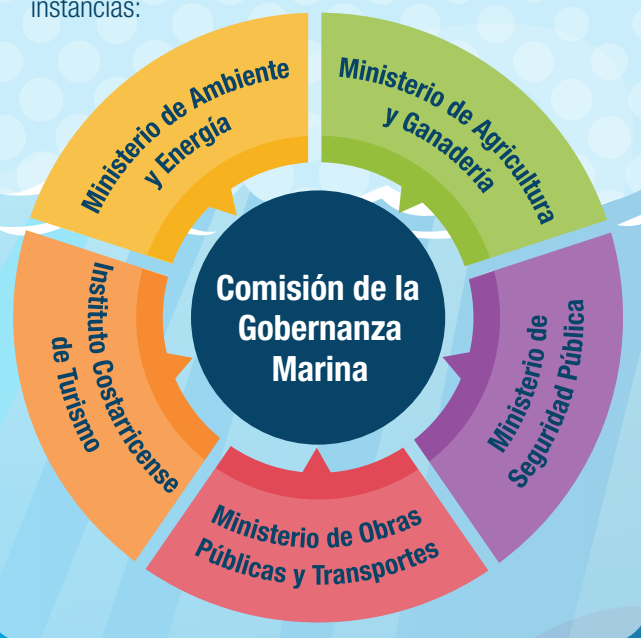 instancias:
Ministerio de Ambiente
y Energía
Ministerio de Agricultura
y Ganadería
Comisión de la
Gobernanza
Marina
Instituto Costarricense
de Turismo
Ministerio de
Seguridad Pública
Ministerio de Obras
Públicas y Transportes